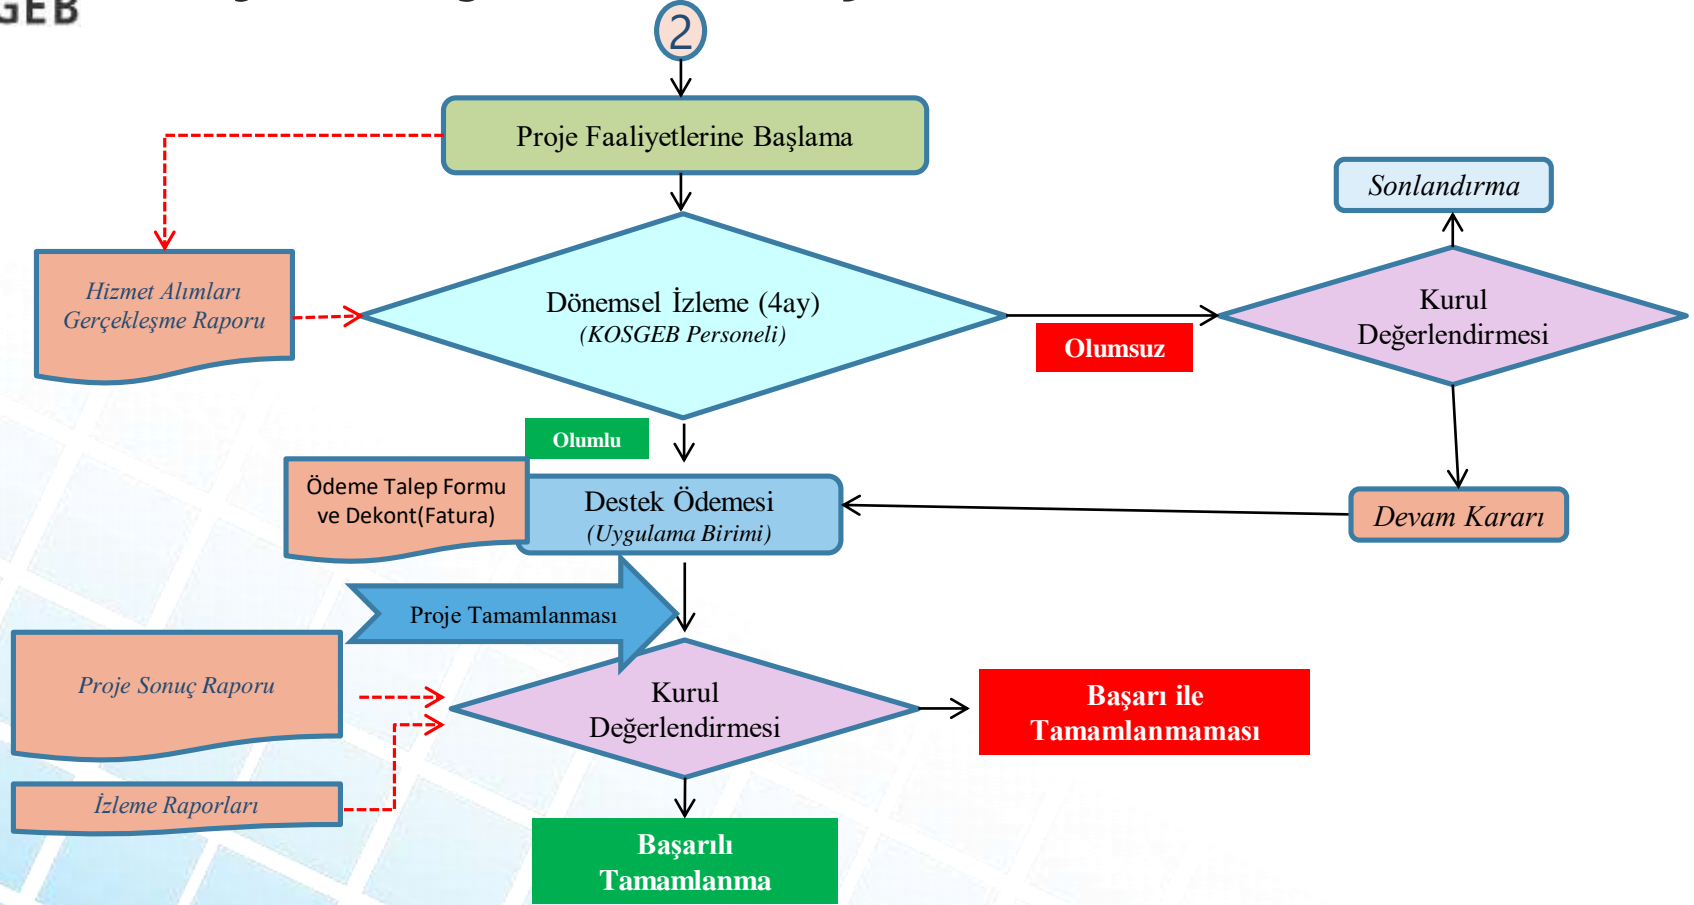 GEB
2
Proje Faaliyetlerine Başlama
Sonlandırma
Hizmet Alımları
Gerçekleşme Raporu
Dönemsel İzleme (4ay)
(KOSGEB Personeli)
Olumsuz
Kurul
Değerlendirmesi
Olumlu
Ödeme Talep Formu
ve Dekont(Fatura)
Destek Ödemesi
(Uygulama Birimi)
Devam Kararı
Proje Tamamlanması
Proje Sonuç Raporu
Kurul
Değerlendirmesi
Başarı ile
Tamamlanmaması
İzleme Raporları
Başarılı
Tamamlanma